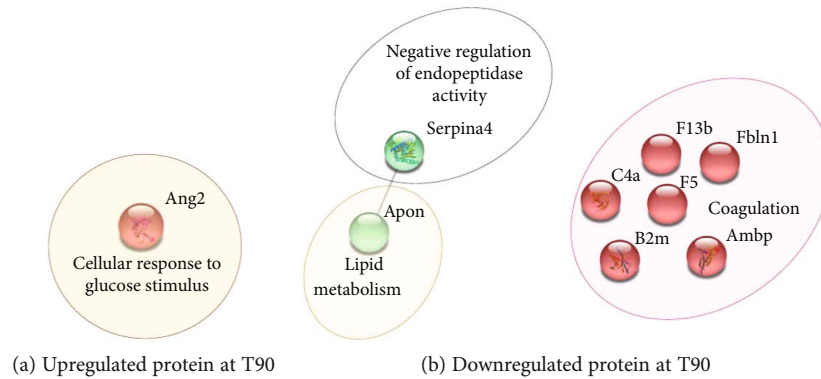 Ang2
Cellular response to
glucose stimulus
(a) Upregulated protein at T90
Negative regulation
of endopeptidase
activity
Serpina4
Apon
Lipid
metabolism
F13b
Fbln1
C4a
F5
Coagulation
B2m
Ambp
(b) Downregulated protein at T90